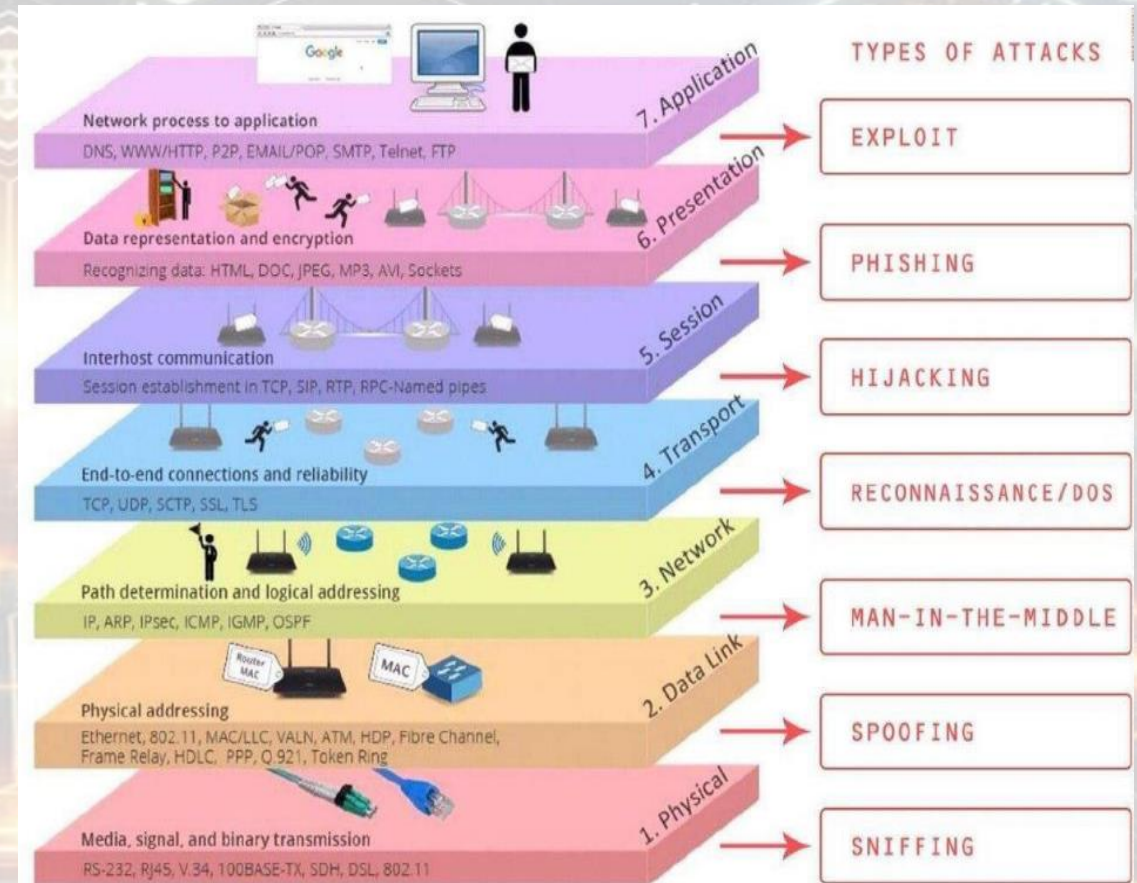 TYPES OF ATTACKS
Google
7. Application
Network process to application
DNS, WWW/HTTP, P2P, EMAIL/POP, SMTP, Telnet, FTP
EXPLOIT
6. Presentation
Data representation and encryption
Recognizing data: HTML, DOC, JPEG, MP3, AVI, Sockets
PHISHING
5. Session
Interhost communication
Session establishment in TCP, SIP, RTP, RPC-Named pipes
HIJACKING
4. Transport
End-to-end connections and reliability
TCP, UDP, SCTP, SSL, TLS
RECONNAISSANCE/DOS
3. Network
Path determination and logical addressing
IP, ARP, IPsec, ICMP, IGMP, OSPF
MAN-IN-THE-MIDDLE
Router
MAC
MAC
2. Data Link
Physical addressing
Ethernet, 802.11, MAC/LLC, VALN, ATM, HDP, Fibre Channel,
Frame Relay, HDLC, PPP, Q.921, Token Ring
SPOOFING
1. Physical
Media, signal, and binary transmission
RS-232, RJ45, V.34, 100BASE-TX, SDH, DSL, 802.11
SNIFFING